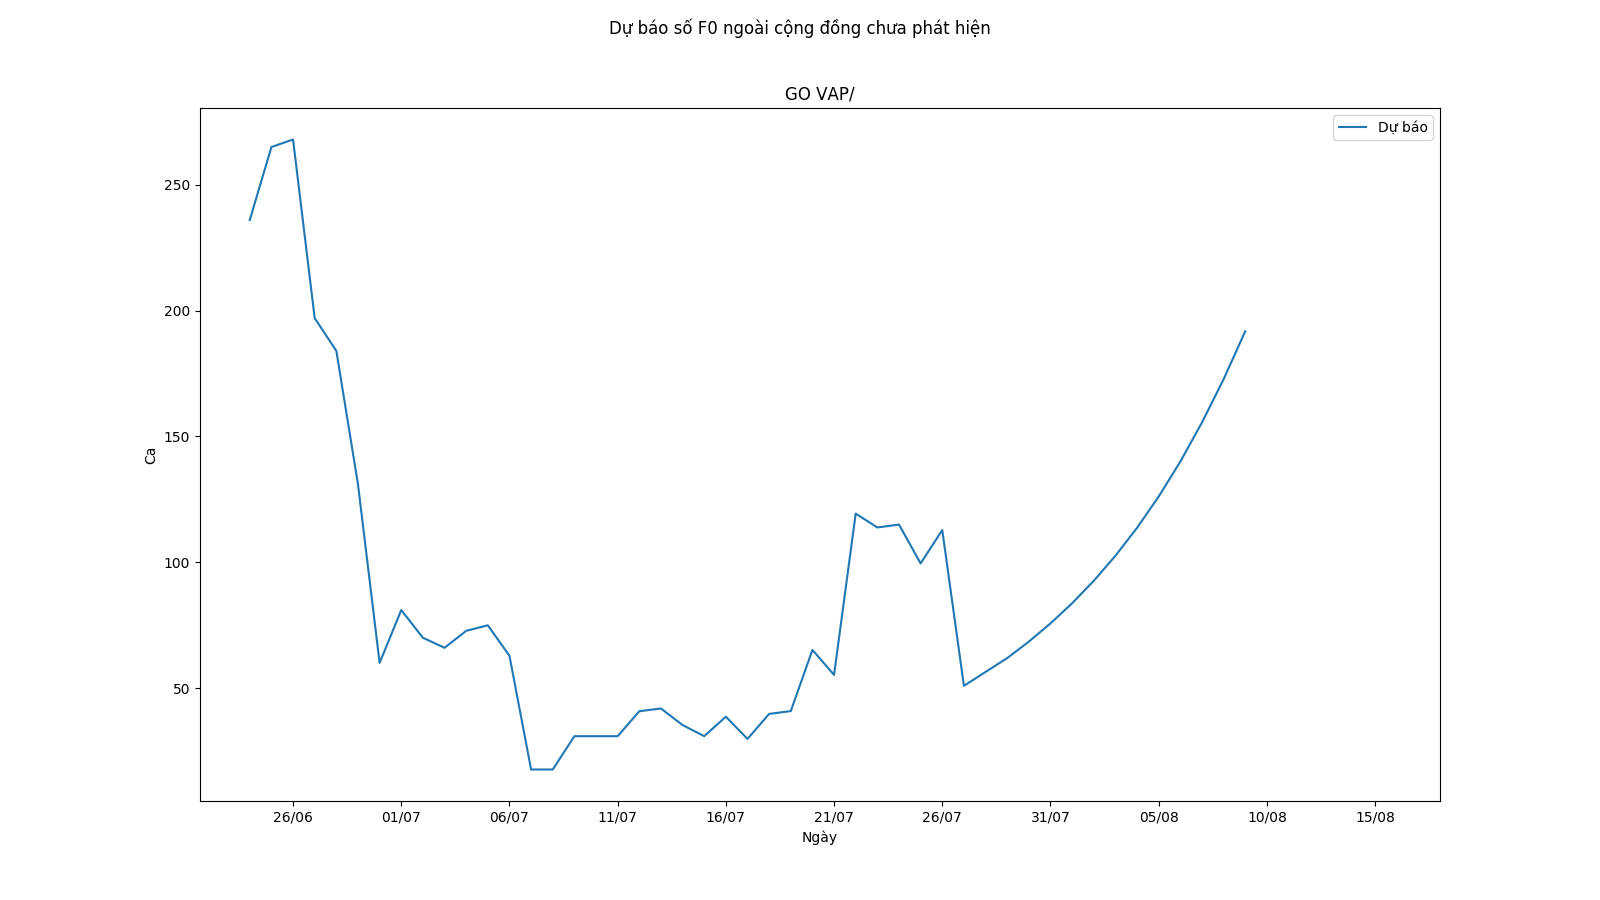 Dự báo số F0 ngoài cộng đồng chưa phát hiện
GO VAP/
Dự báo
250
200
150
100
50
Ca
26/06 01/07 06/07 11/07 16/07 21/07 26/07 31/07 05/08 10/08 15/08
Ngày